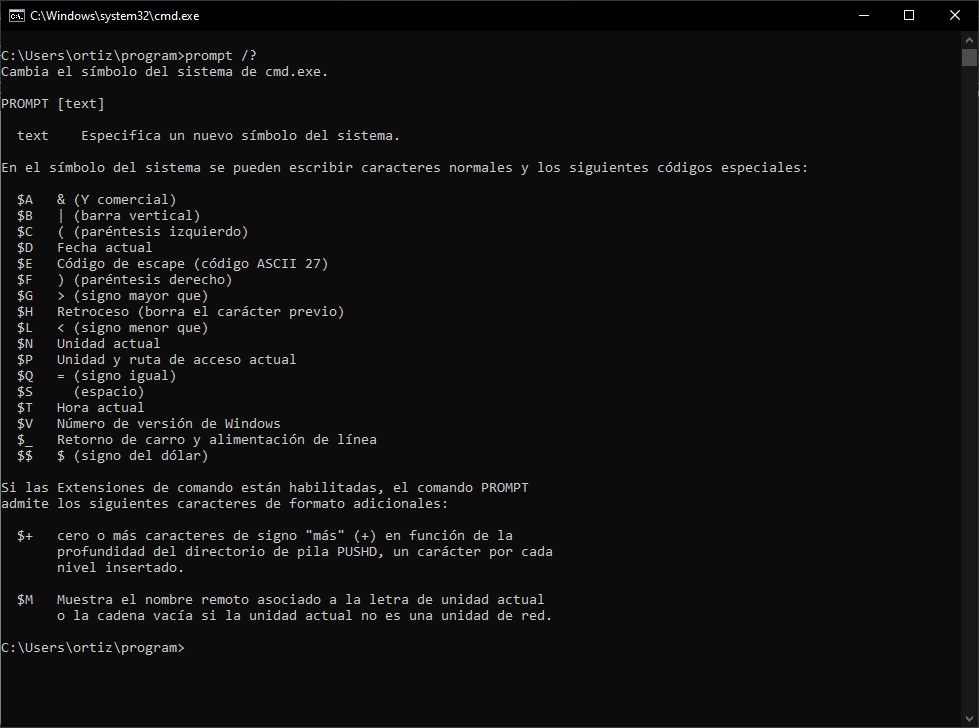 C:\Windows\system32\cmd.exe
C:\Users\ortiz\program>prompt /?
Cambia el símbolo del sistema de cmd.exe.
PROMPT [text]
text    Especifica un nuevo símbolo del sistema.
En el símbolo del sistema se pueden escribir caracteres normales y los siguientes códigos especiales:
$A   & (Y comercial)
$B   | (barra vertical)
$C   ( (paréntesis izquierdo)
$D   Fecha actual
$E   Código de escape (código ASCII 27)
$F   ) (paréntesis derecho)
$G   > (signo mayor que)
$H   Retroceso (borra el carácter previo)
$L   < (signo menor que)
$N   Unidad actual
$P   Unidad y ruta de acceso actual
$Q   = (signo igual)
$S     (espacio)
$T   Hora actual
$V   Número de versión de Windows
$_   Retorno de carro y alimentación de línea
$$   $ (signo del dólar)
Si las Extensiones de comando están habilitadas, el comando PROMPT
admite los siguientes caracteres de formato adicionales:
$+   cero o más caracteres de signo "más" (+) en función de la
profundidad del directorio de pila PUSHD, un carácter por cada
nivel insertado.
$M   Muestra el nombre remoto asociado a la letra de unidad actual
o la cadena vacía si la unidad actual no es una unidad de red.
C:\Users\ortiz\program>